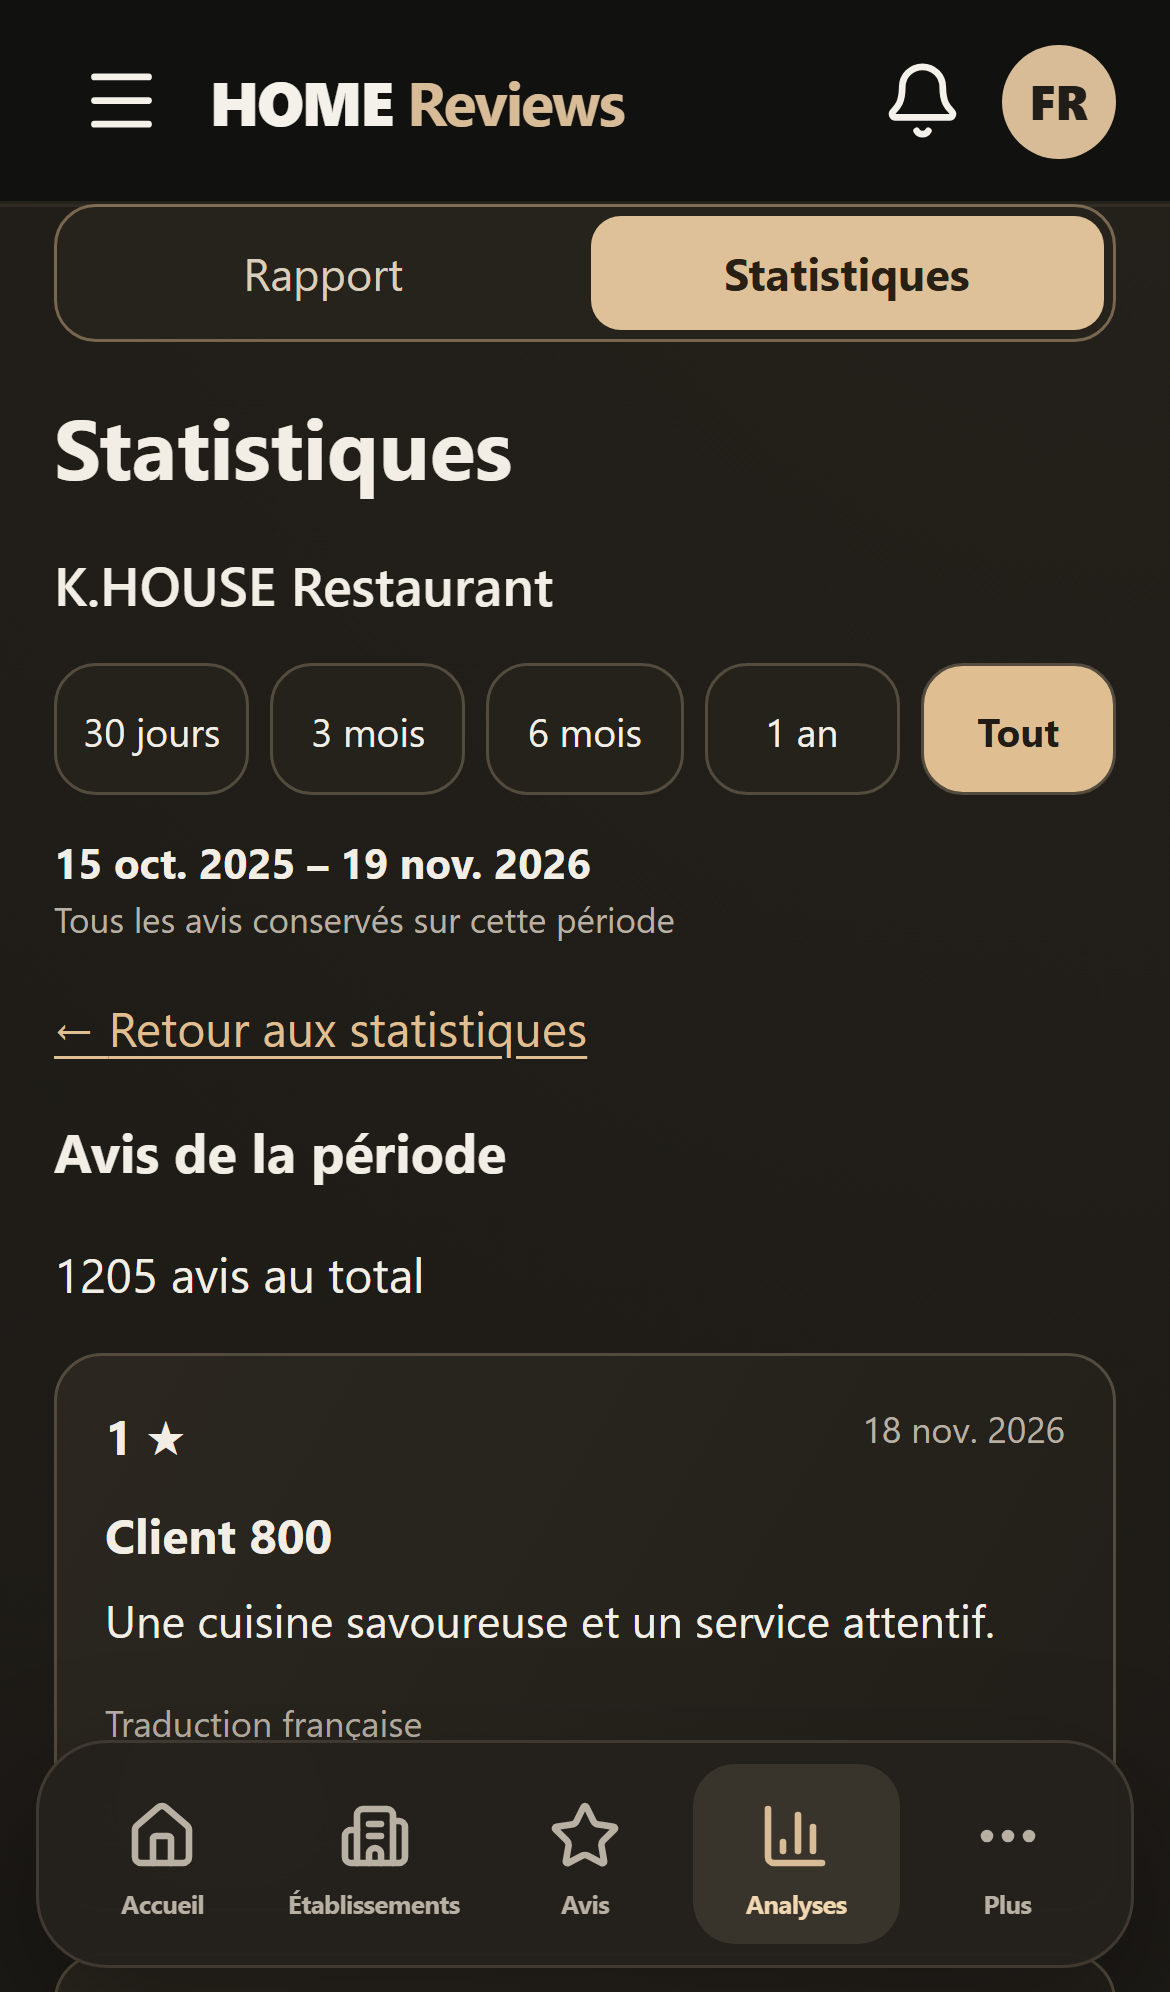 HOME Reviews
FR
Rapport
Statistiques
Statistiques
K.HOUSE Restaurant
30 jours
3 mois
6 mois
1 an
Tout
15 oct. 2025 – 19 nov. 2026
Tous les avis conservés sur cette période
← Retour aux statistiques
Avis de la période
1205 avis au total
1 ★
18 nov. 2026
Client 800
Une cuisine savoureuse et un service attentif.
Traduction française
Accueil
Établissements
Avis
Analyses
Plus